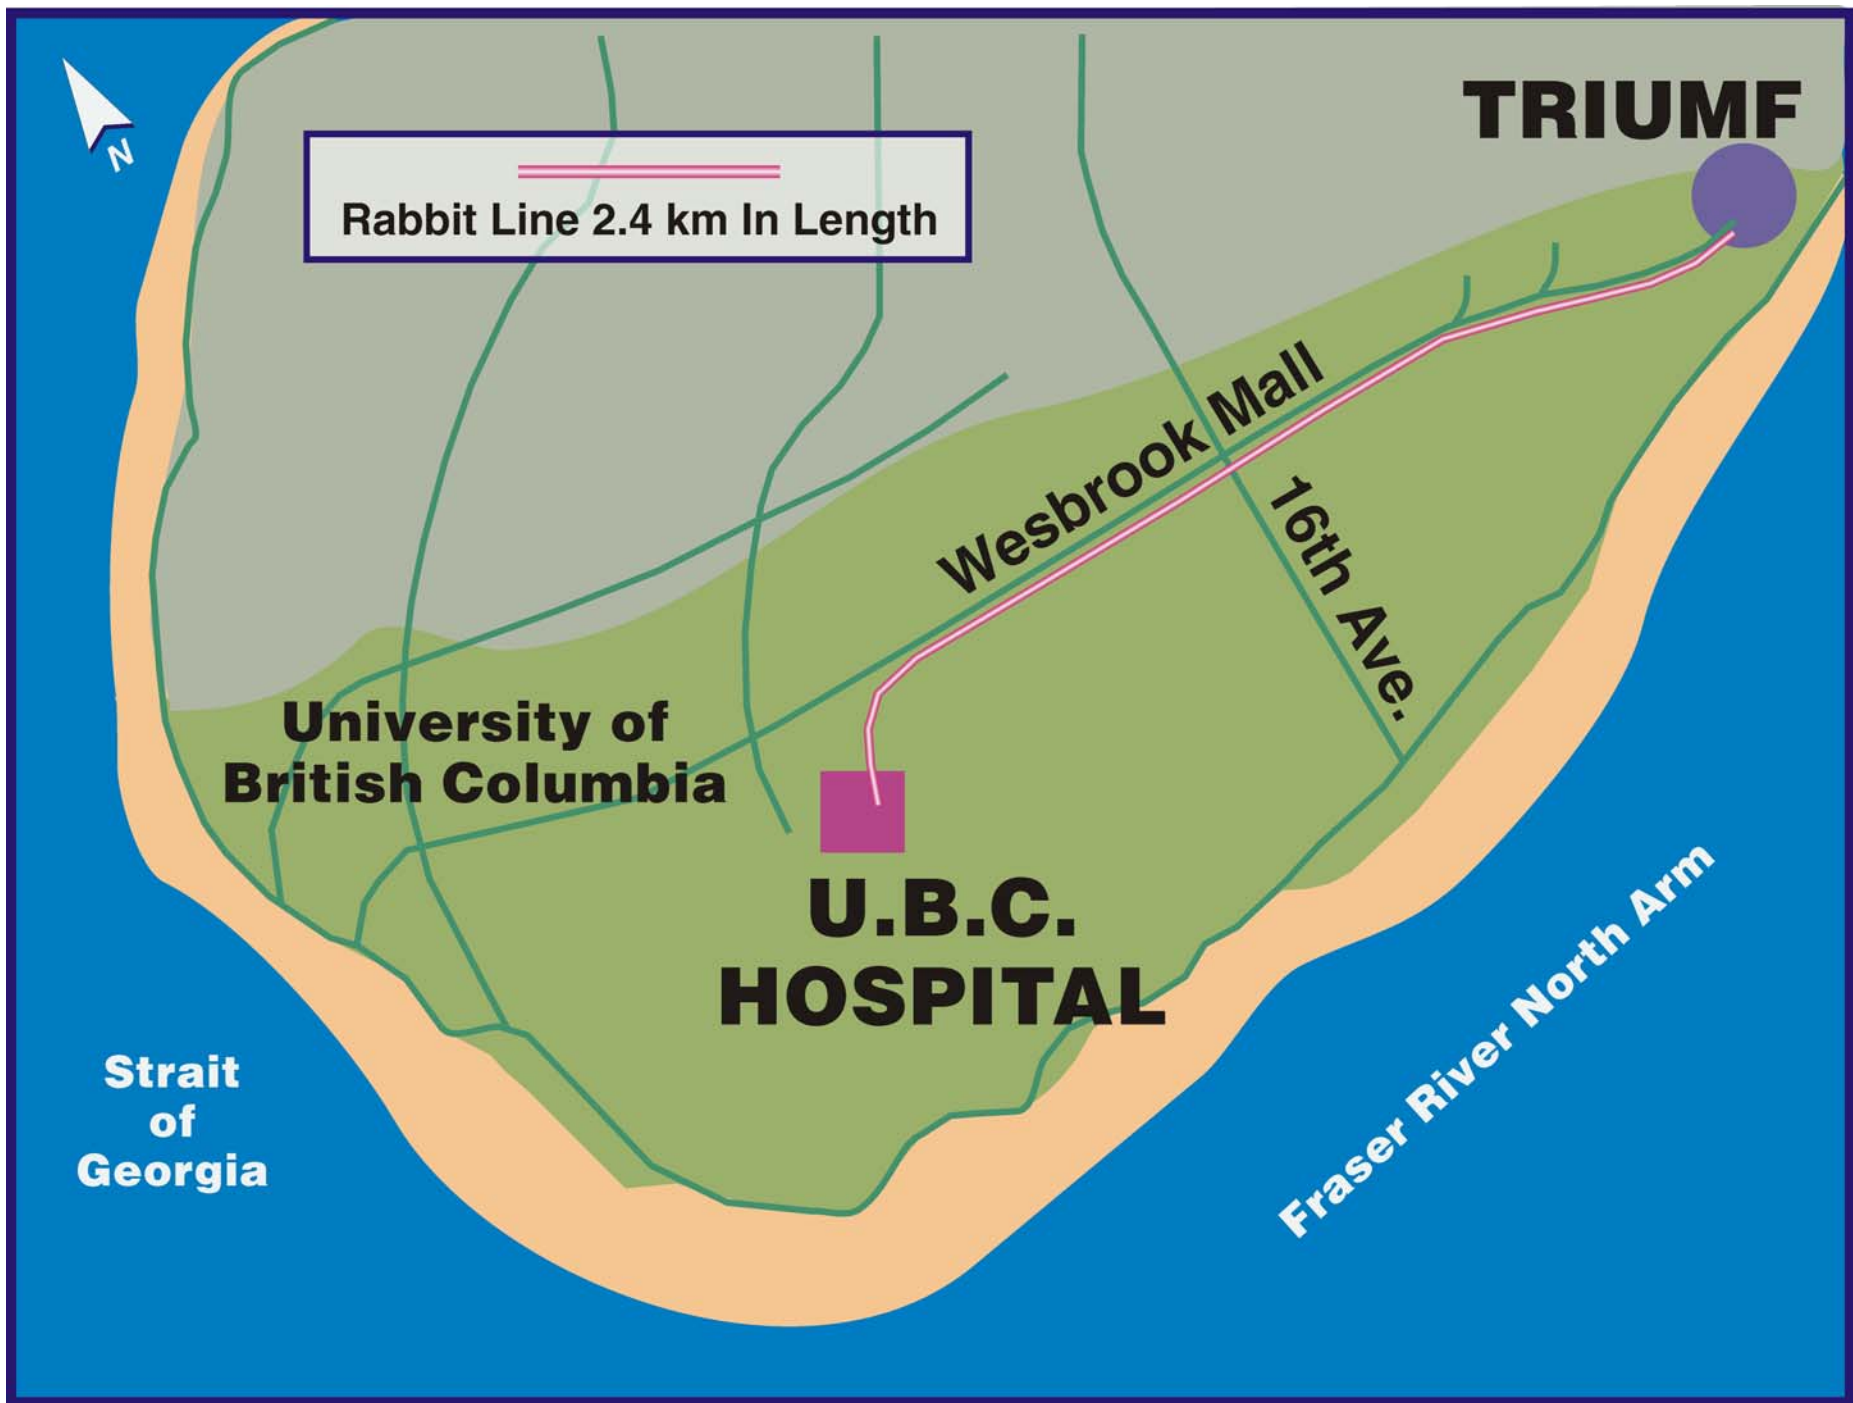 N
TRIUMF
Rabbit Line 2.4 km In Length
Wesbrook Mall
16th Ave.
University of
British Columbia
U.B.C.
HOSPITAL
Strait
of
Georgia
Fraser River North Arm